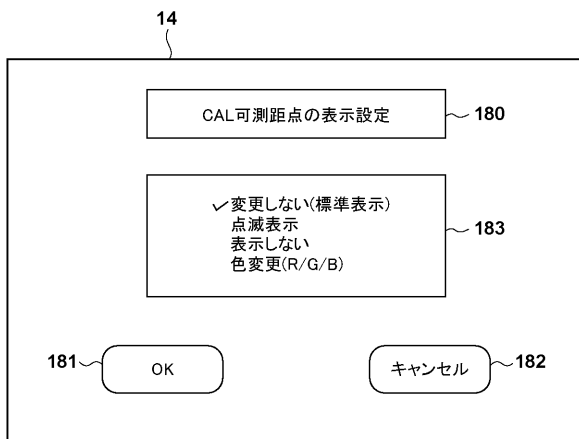 14
CAL可測距点の表示設定
180
✓変更しない(標準表示)
点滅表示
表示しない
色変更(R/G/B)
183
181
OK
キャンセル
182